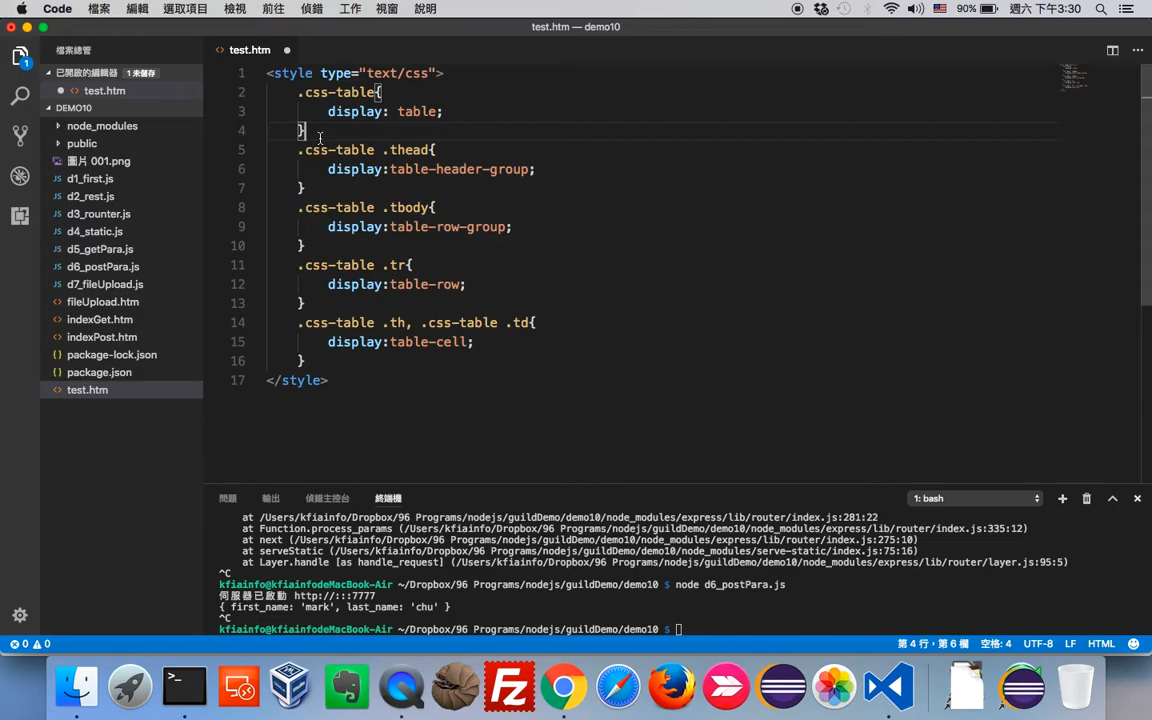 Code 檔案 編輯 選取項目 檢視 前往 偵錯 工作 視窗 說明 90% 週六 下午3:30
test.htm — demo10
檔案總管
test.htm
已開啟的編輯器 1 未儲存
test.htm
DEMO10
node_modules
public
圖片 001.png
d1_first.js
d2_rest.js
d3_rounter.js
d4_static.js
d5_getPara.js
d6_postPara.js
d7_fileUpload.js
fileUpload.htm
indexGet.htm
indexPost.htm
package-lock.json
package.json
test.htm
1 <style type="text/css">
2 .css-table{
3 display: table;
4 }
5 .css-table .thead{
6 display:table-header-group;
7 }
8 .css-table .tbody{
9 display:table-row-group;
10 }
11 .css-table .tr{
12 display:table-row;
13 }
14 .css-table .th, .css-table .td{
15 display:table-cell;
16 }
17 </style>
問題 輸出 偵錯主控台 終端機 1: bash
at /Users/kfiainfo/Dropbox/96 Programs/nodejs/guildDemo/demo10/node_modules/express/lib/router/index.js:281:22
at Function.process_params (/Users/kfiainfo/Dropbox/96 Programs/nodejs/guildDemo/demo10/node_modules/express/lib/router/index.js:335:12)
at next (/Users/kfiainfo/Dropbox/96 Programs/nodejs/guildDemo/demo10/node_modules/express/lib/router/index.js:275:10)
at serveStatic (/Users/kfiainfo/Dropbox/96 Programs/nodejs/guildDemo/demo10/node_modules/serve-static/index.js:75:16)
at Layer.handle [as handle_request] (/Users/kfiainfo/Dropbox/96 Programs/nodejs/guildDemo/demo10/node_modules/express/lib/router/layer.js:95:5)
^C
kfiainfo@kfiainfodeMacBook-Air ~/Dropbox/96 Programs/nodejs/guildDemo/demo10 $ node d6_postPara.js
伺服器已啟動 http://:::7777
{ first_name: 'mark', last_name: 'chu' }
^C
kfiainfo@kfiainfodeMacBook-Air ~/Dropbox/96 Programs/nodejs/guildDemo/demo10 $
0 0 第 4 行，第 6 欄 空格: 4 UTF-8 LF HTML